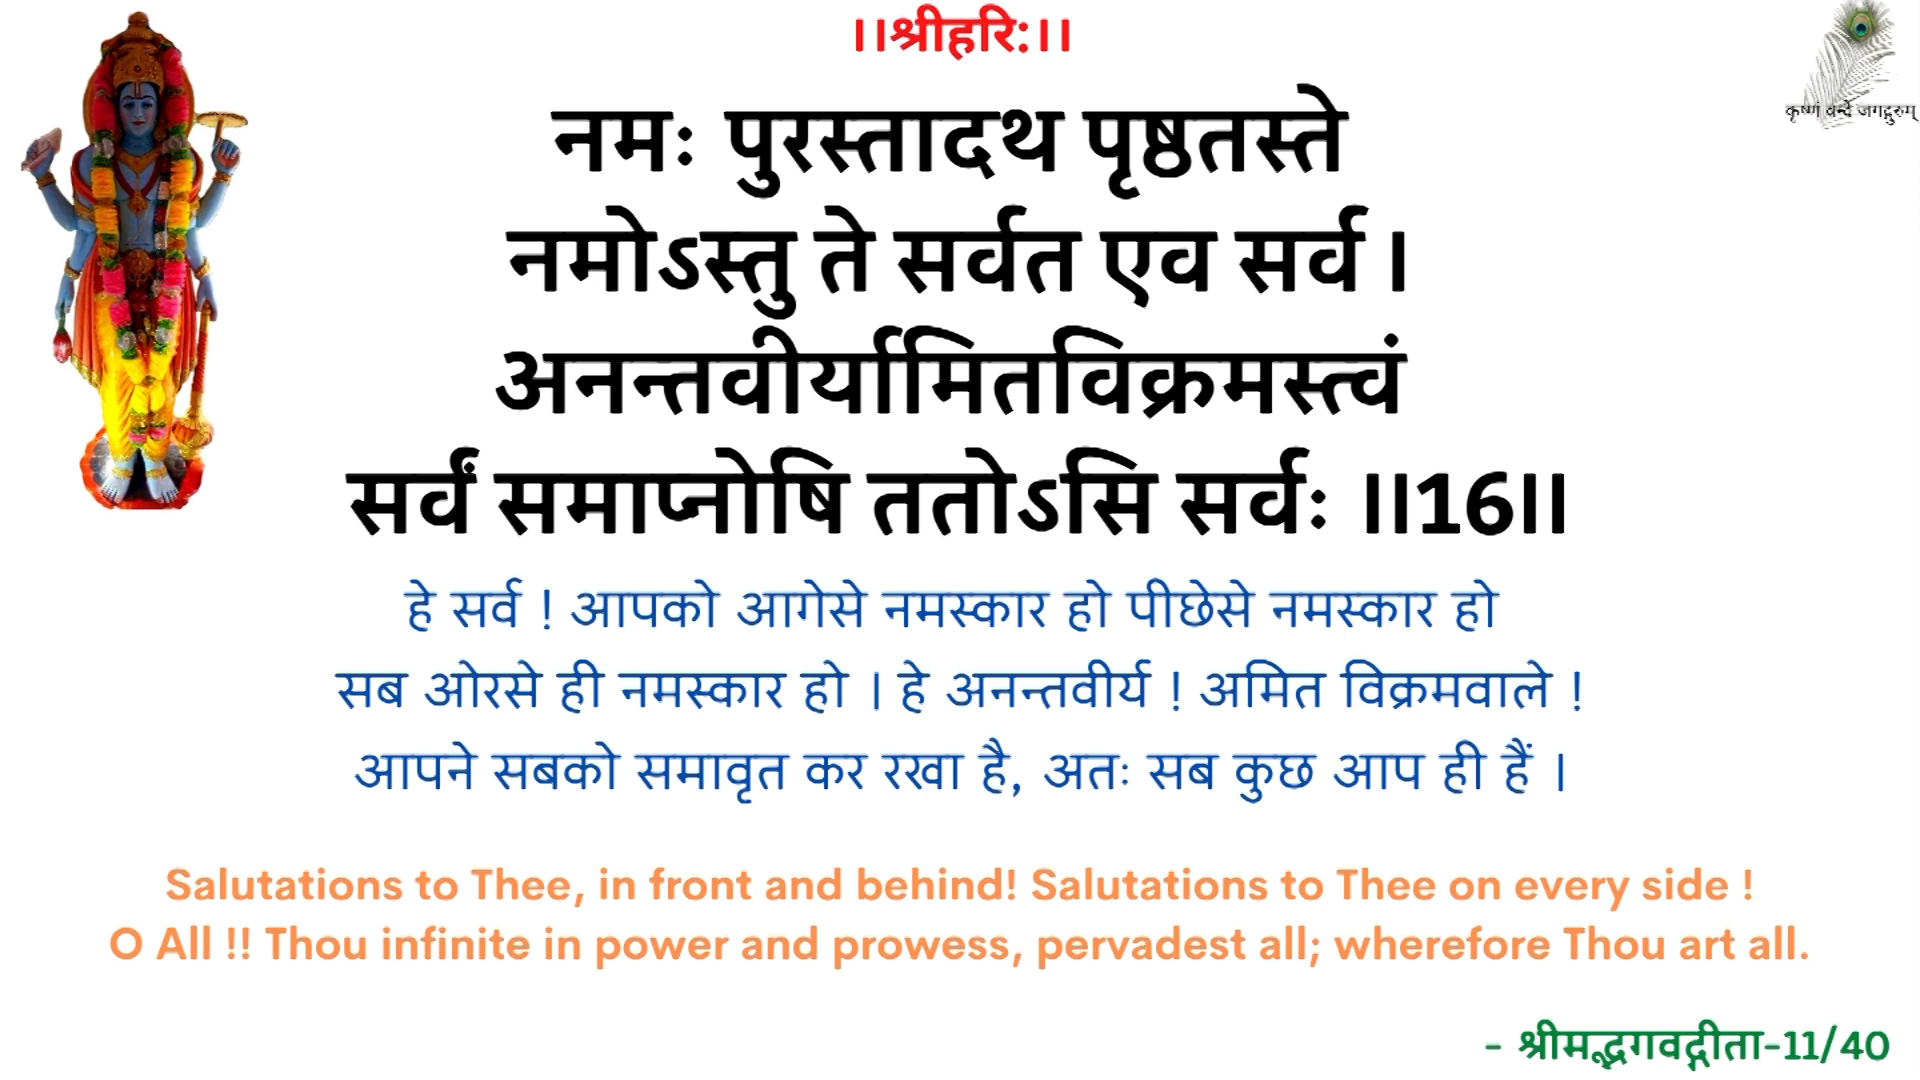 ।।श्रीहरि:।।
कृष्णं वन्दे जगद्गुरुम्
नमः पुरस्तादथ पृष्ठतस्ते
नमोऽस्तु ते सर्वत एव सर्व ।
अनन्तवीर्यामितविक्रमस्त्वं
सर्वं समाप्नोषि ततोऽसि सर्वः ॥16॥
हे सर्व ! आपको आगेसे नमस्कार हो पीछेसे नमस्कार हो
सब ओरसे ही नमस्कार हो । हे अनन्तवीर्य ! अमित विक्रमवाले !
आपने सबको समावृत कर रखा है, अतः सब कुछ आप ही हैं ।
Salutations to Thee, in front and behind! Salutations to Thee on every side !
O All !! Thou infinite in power and prowess, pervadest all; wherefore Thou art all.
- श्रीमद्भगवद्गीता-11/40